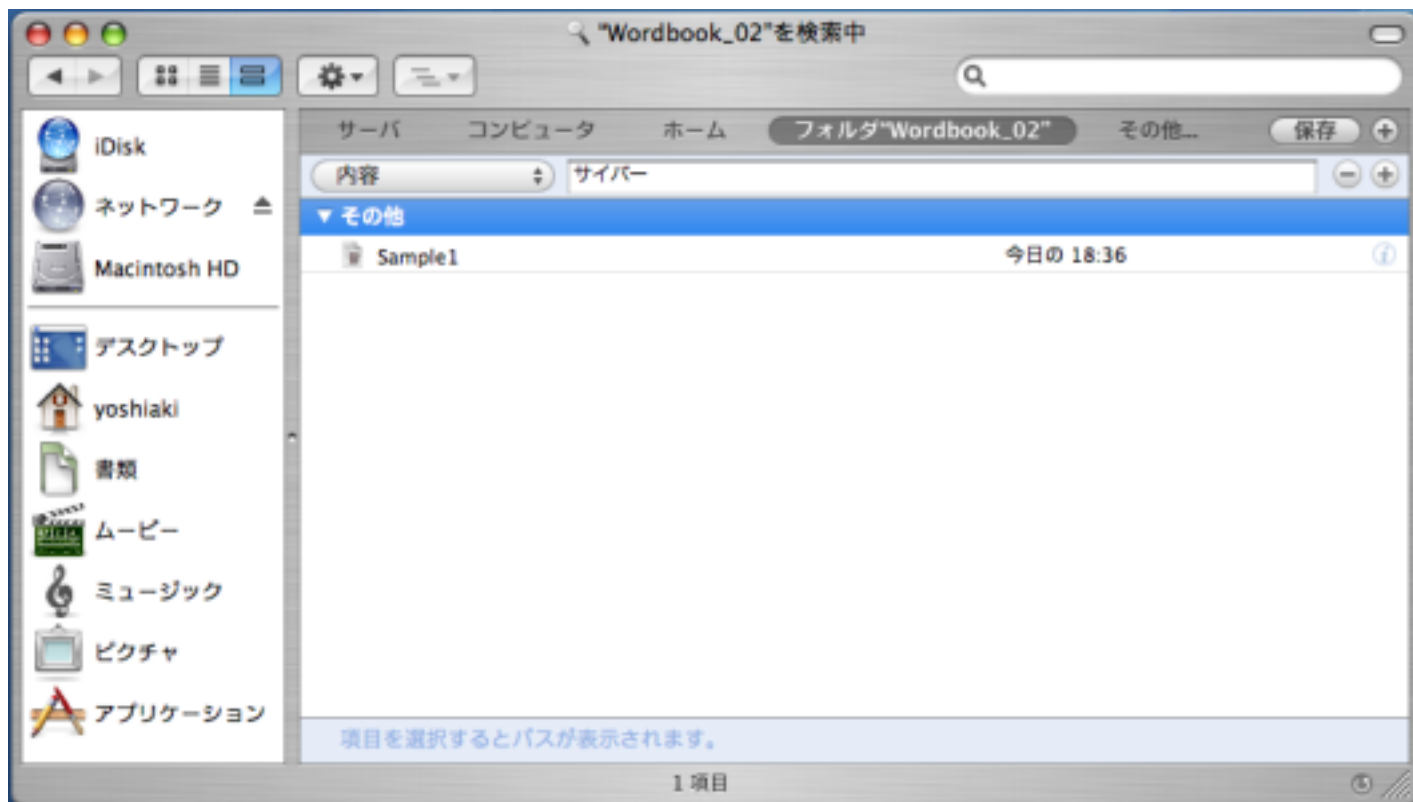 "Wordbook_02"を検索中
サーバ コンピュータ ホーム フォルダ"Wordbook_02" その他... 保存
内容 サイバー
その他
Sample1 今日の 18:36
iDisk
ネットワーク
Macintosh HD
デスクトップ
yoshiaki
書類
ムービー
ミュージック
ピクチャ
アプリケーション
項目を選択するとパスが表示されます。
1 項目